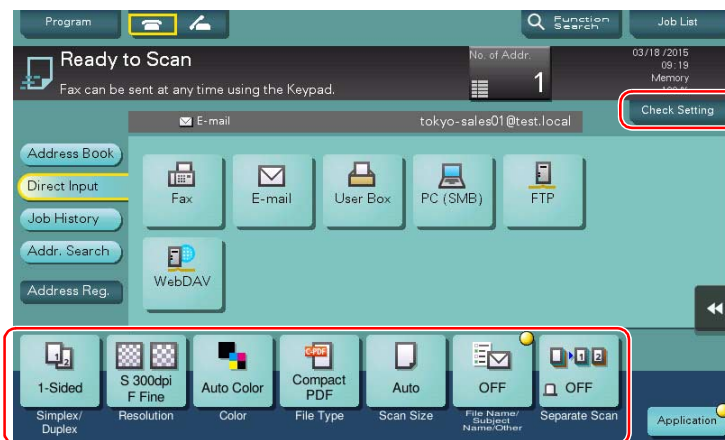 Program
Function
Search
Job List
Ready to Scan
Fax can be sent at any time using the Keypad.
No. of Addr.
1
03/18 /2015
09:19
Memory
100 %
Check Setting
E-mail
tokyo-sales01@test.local
Address Book
Direct Input
Job History
Addr. Search
Address Reg.
Fax
E-mail
User Box
PC (SMB)
FTP
WebDAV
1-Sided
Simplex/
Duplex
S 300dpi
F Fine
Resolution
Auto Color
Color
C-PDF
Compact
PDF
File Type
Auto
Scan Size
OFF
File Name/
Subject
Name/Other
OFF
Separate Scan
Application